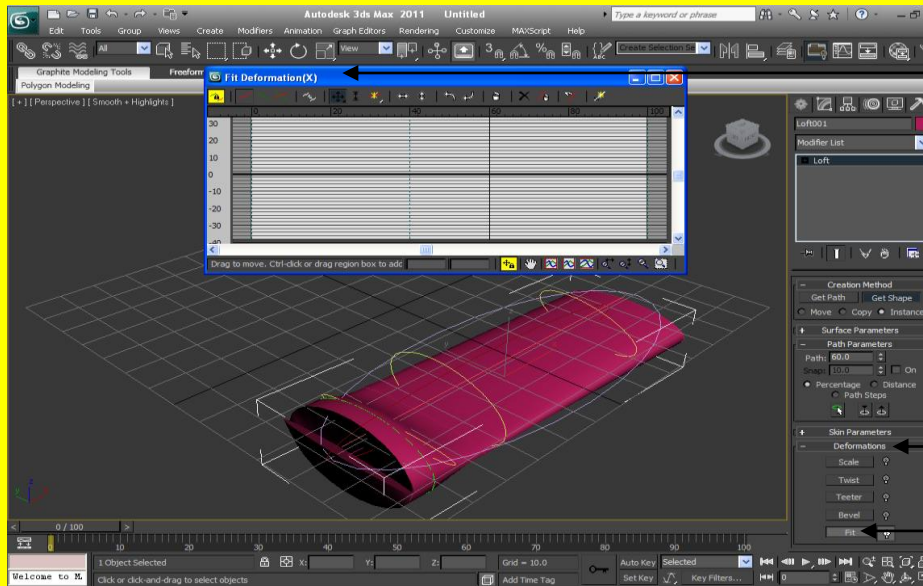 Autodesk 3ds Max 2011 Untitled
Type a keyword or phrase
Edit Tools Group Views Create Modifiers Animation Graph Editors Rendering Customize MAXScript Help
All View Create Selection Se
Graphite Modeling Tools Freeform
Polygon Modeling
[ + ] [ Perspective ] [ Smooth + Highlights ]
Fit Deformation(X)
0 20 40 60 80 100
30
20
10
0
-10
-20
-30
-40
Drag to move. Ctrl-click or drag region box to add
Loft001
Modifier List
Loft
Creation Method
Get Path Get Shape
Move Copy Instance
Surface Parameters
Path Parameters
Path: 60.0
Snap: 10.0 On
Percentage Distance
Path Steps
Skin Parameters
Deformations
Scale
Twist
Teeter
Bevel
Fit
0 / 100
0 10 20 30 40 50 60 70 80 90 100
1 Object Selected X: Y: Z: Grid = 10.0 Auto Key Selected
Welcome to M Click or click-and-drag to select objects Add Time Tag Set Key Key Filters... 0